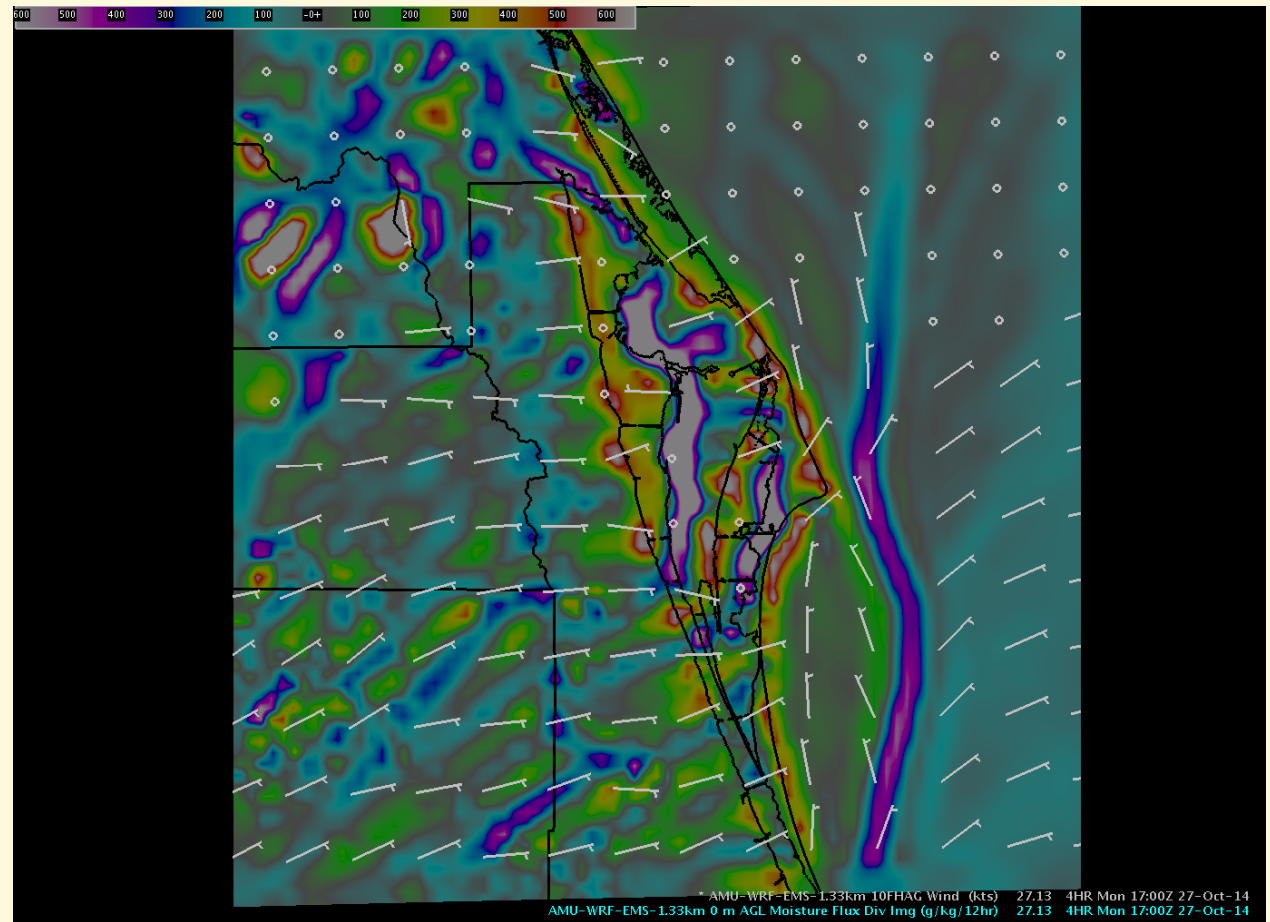 600 500 400 300 200 100 -0+ 100 200 300 400 500 600
* AMU-WRF-EMS-1.33km 10FHAG Wind (kts) 27.13 4HR Mon 17:00Z 27-Oct-14
AMU-WRF-EMS-1.33km 0 m AGL Moisture Flux Div Img (g/kg/12hr) 27.13 4HR Mon 17:00Z 27-Oct-14